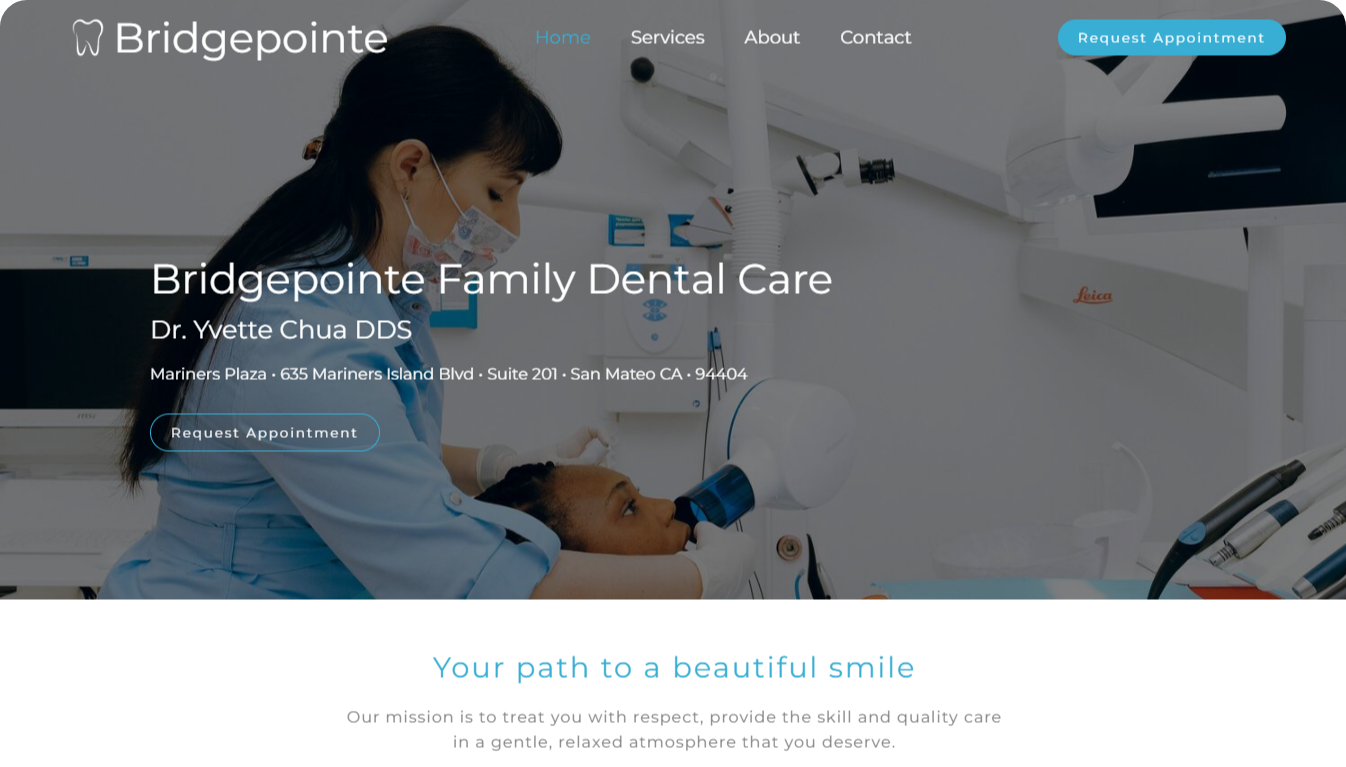 Bridgepointe
Home Services About Contact
Request Appointment
Leica
Bridgepointe Family Dental Care
Dr. Yvette Chua DDS
Mariners Plaza • 635 Mariners Island Blvd • Suite 201 • San Mateo CA • 94404
Request Appointment
Your path to a beautiful smile
Our mission is to treat you with respect, provide the skill and quality care
in a gentle, relaxed atmosphere that you deserve.